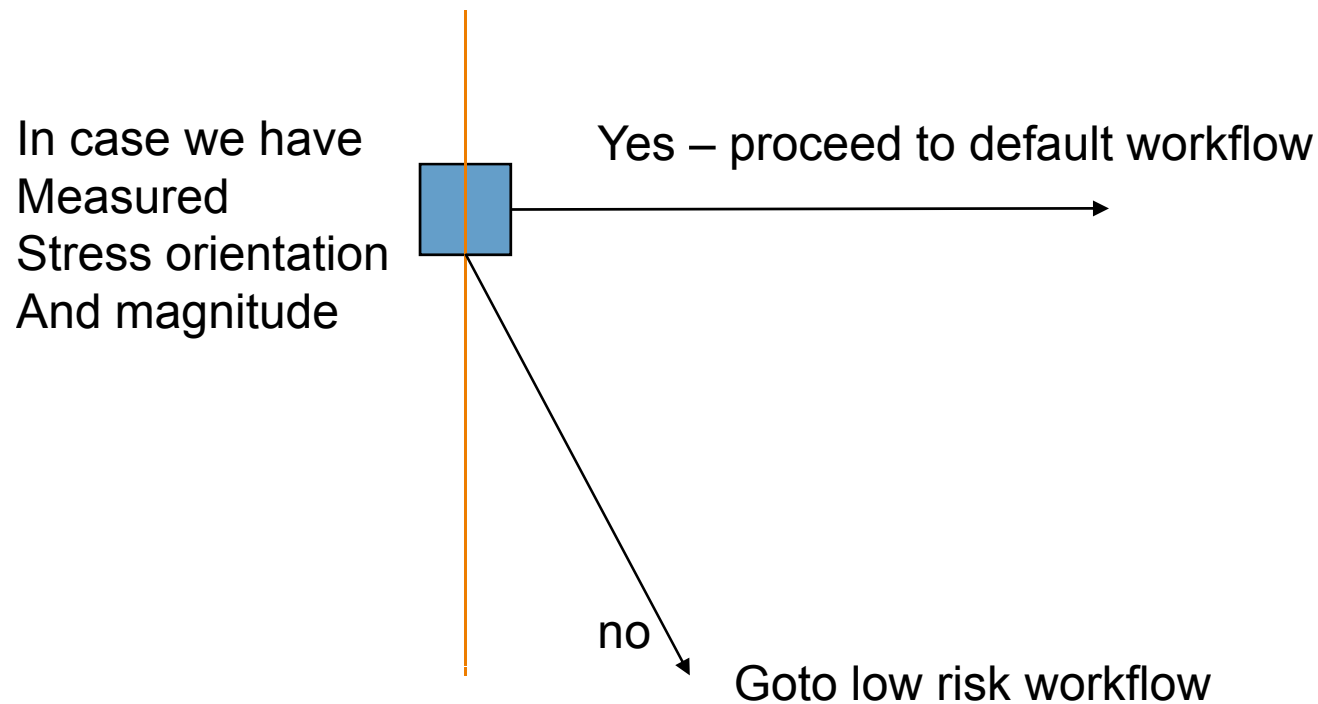 In case we have
Measured
Stress orientation
And magnitude
Yes – proceed to default workflow
no
Goto low risk workflow